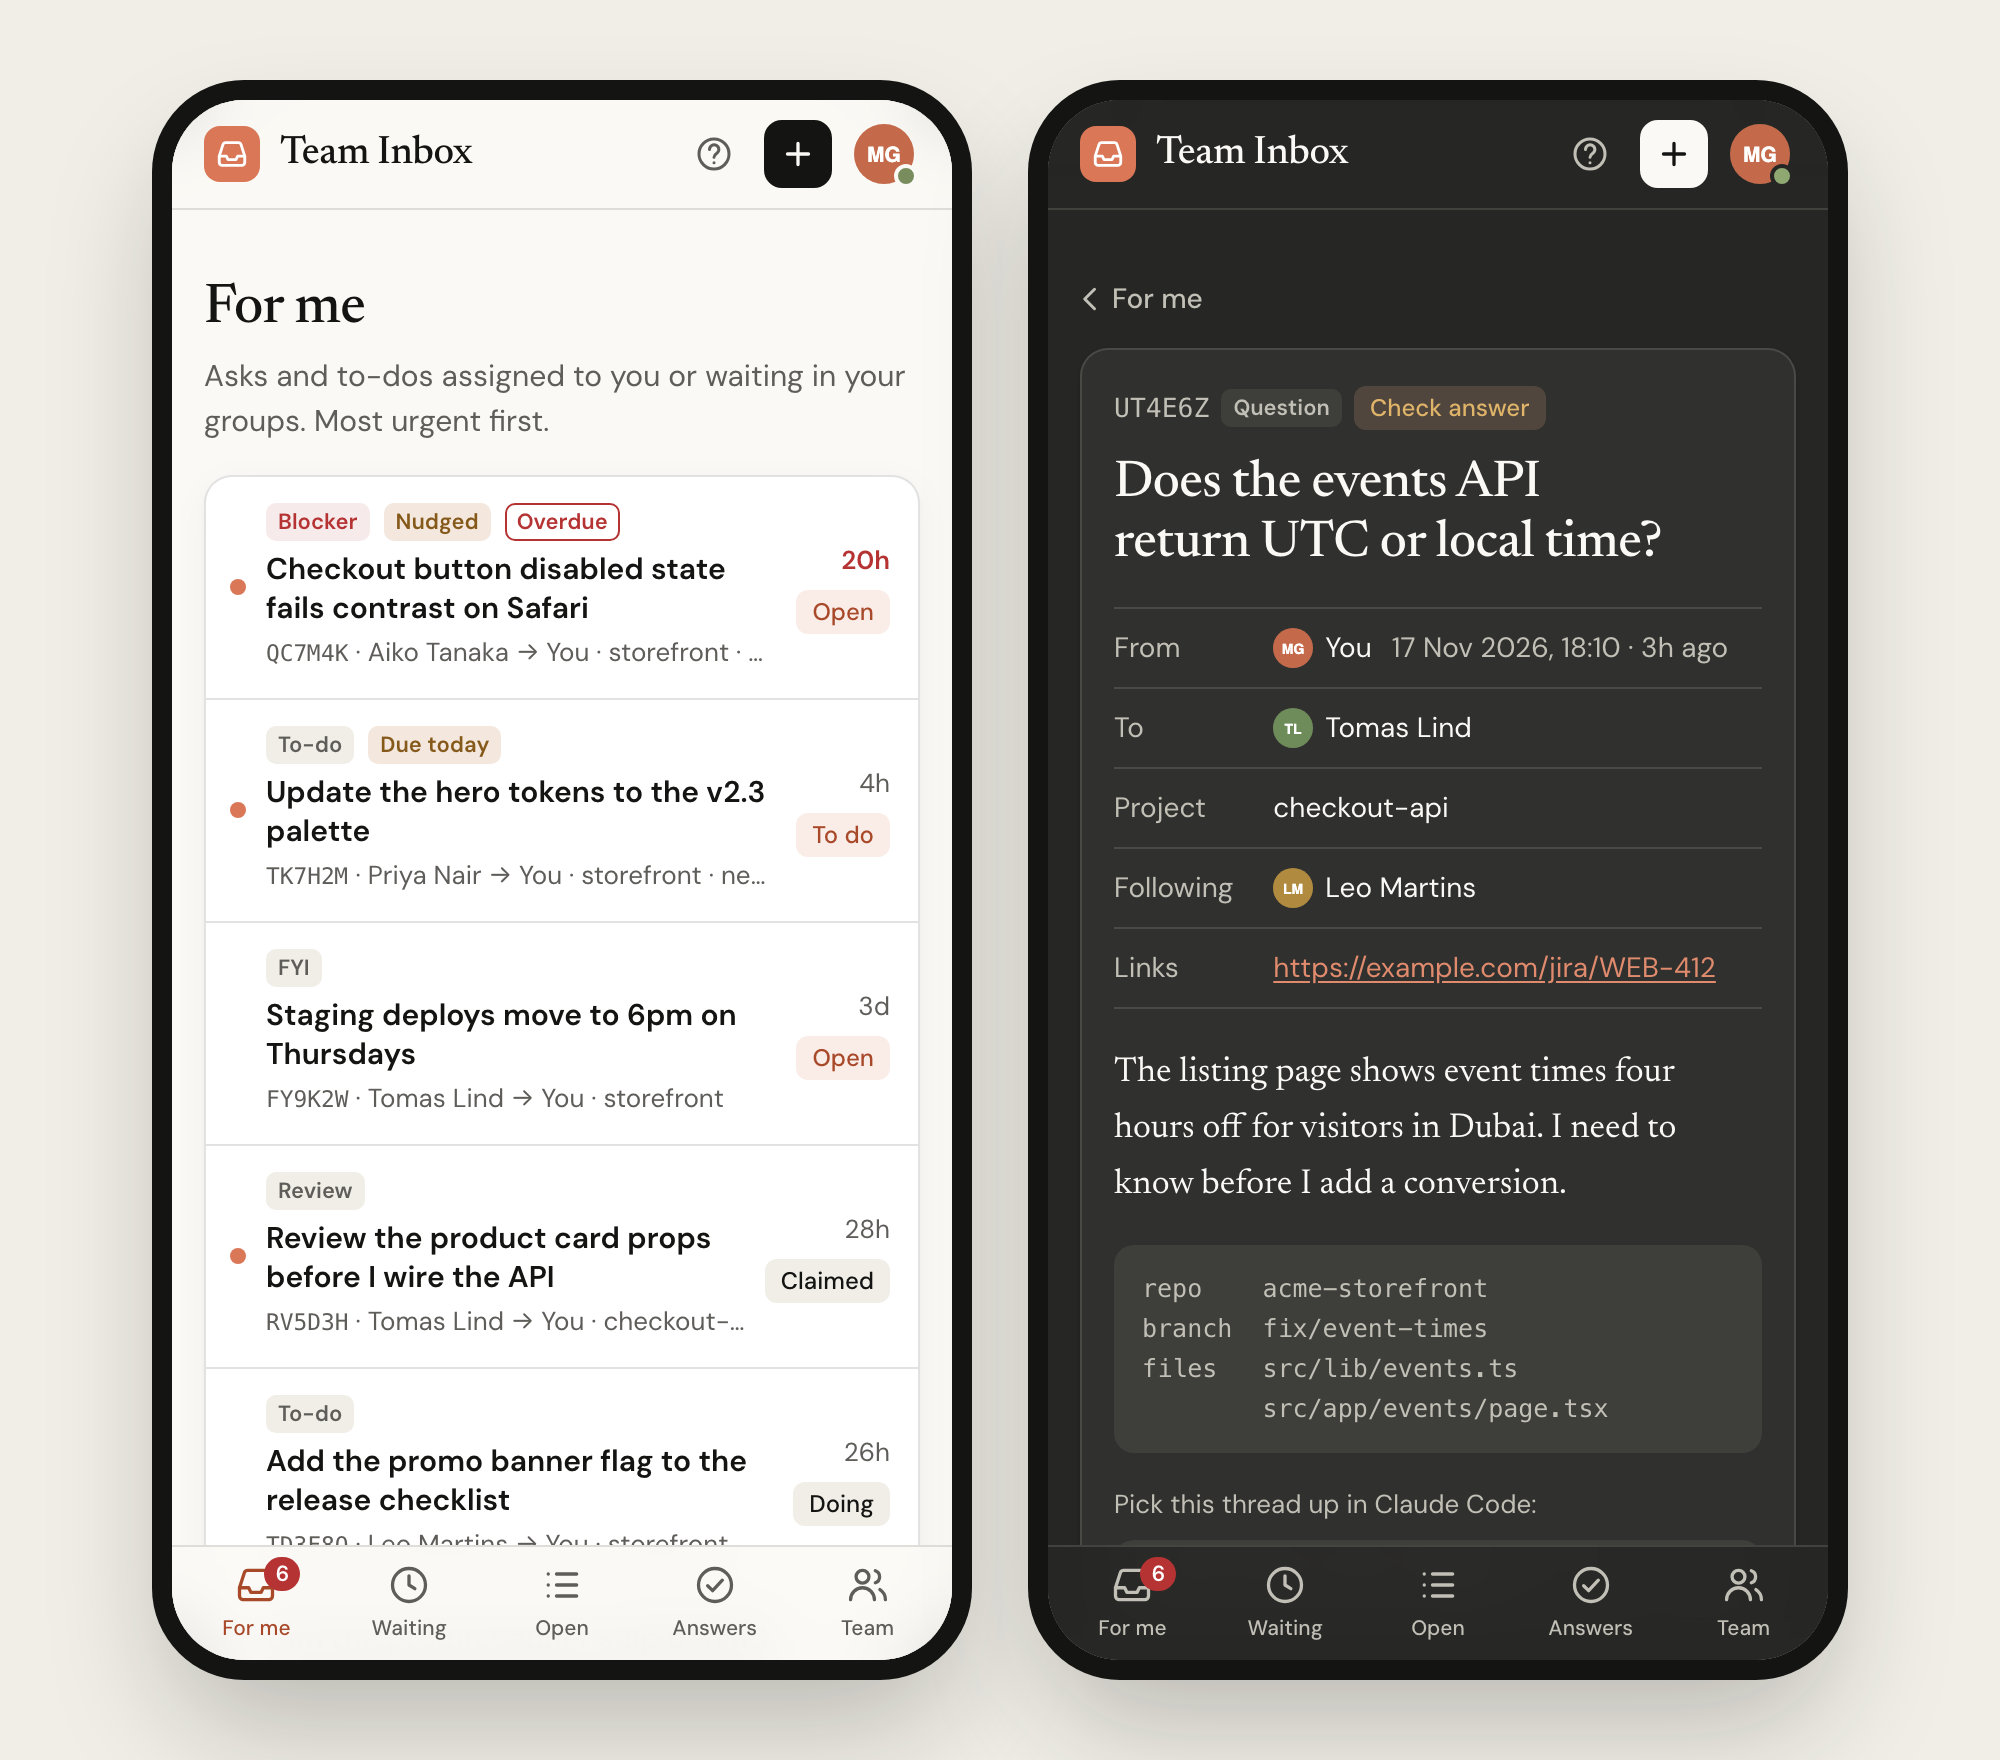 Team Inbox
MG
For me
Asks and to-dos assigned to you or waiting in your
groups. Most urgent first.
Blocker Nudged Overdue
Checkout button disabled state
fails contrast on Safari
20h
Open
QC7M4K · Aiko Tanaka → You · storefront · …
To-do Due today
Update the hero tokens to the v2.3
palette
4h
To do
TK7H2M · Priya Nair → You · storefront · ne…
FYI
Staging deploys move to 6pm on
Thursdays
3d
Open
FY9K2W · Tomas Lind → You · storefront
Review
Review the product card props
before I wire the API
28h
Claimed
RV5D3H · Tomas Lind → You · checkout-…
To-do
Add the promo banner flag to the
release checklist
26h
Doing
Leo Martins → You · storefront
6
For me Waiting Open Answers Team
Team Inbox
MG
For me
UT4E6Z Question Check answer
Does the events API
return UTC or local time?
From MG You 17 Nov 2026, 18:10 · 3h ago
To TL Tomas Lind
Project checkout-api
Following LM Leo Martins
Links https://example.com/jira/WEB-412
The listing page shows event times four
hours off for visitors in Dubai. I need to
know before I add a conversion.
repo acme-storefront
branch fix/event-times
files src/lib/events.ts
src/app/events/page.tsx
Pick this thread up in Claude Code:
6
For me Waiting Open Answers Team